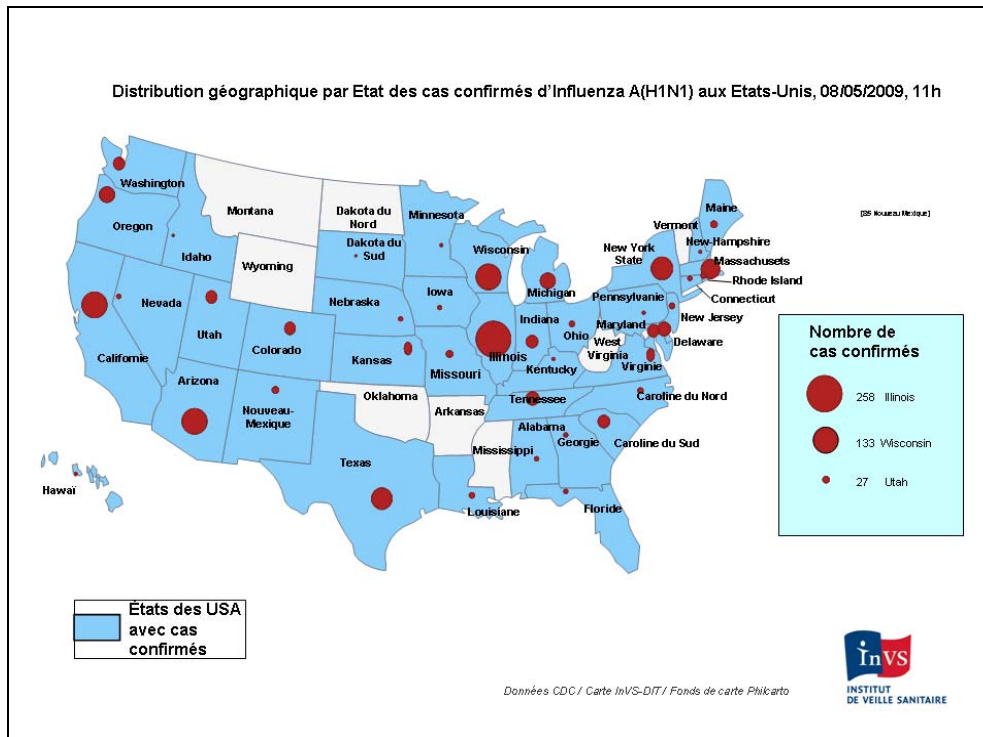 Distribution géographique par Etat des cas confirmés d'Influenza A(H1N1) aux Etats-Unis, 08/05/2009, 11h
Washington
Montana
Dakota du
Nord
Minnesota
Maine
Vermont
New-Hampshire
Oregon
Idaho
Dakota du
Sud
Wisconsin
New York
State
Massachusets
Wyoming
Michigan
Rhode Island
Connecticut
Nevada
Nebraska
Iowa
Pennsylvanie
New Jersey
Utah
Colorado
Illinois
Indiana
Ohio
Maryland
Delaware
West
Virginia
Virginie
Californie
Kansas
Missouri
Kentucky
Arizona
Nouveau-
Mexique
Oklahoma
Arkansas
Tennessee
Caroline du Nord
Mississippi
Alabama
Georgie
Caroline du Sud
Texas
Louisiane
Floride
Hawaï
[85 Nouveau Mexique]
Nombre de
cas confirmés
258 Illinois
133 Wisconsin
27 Utah
États des USA
avec cas
confirmés
Données CDC / Carte InVS-DIT / Fonds de carte Philcarto
InVS
INSTITUT
DE VEILLE SANITAIRE